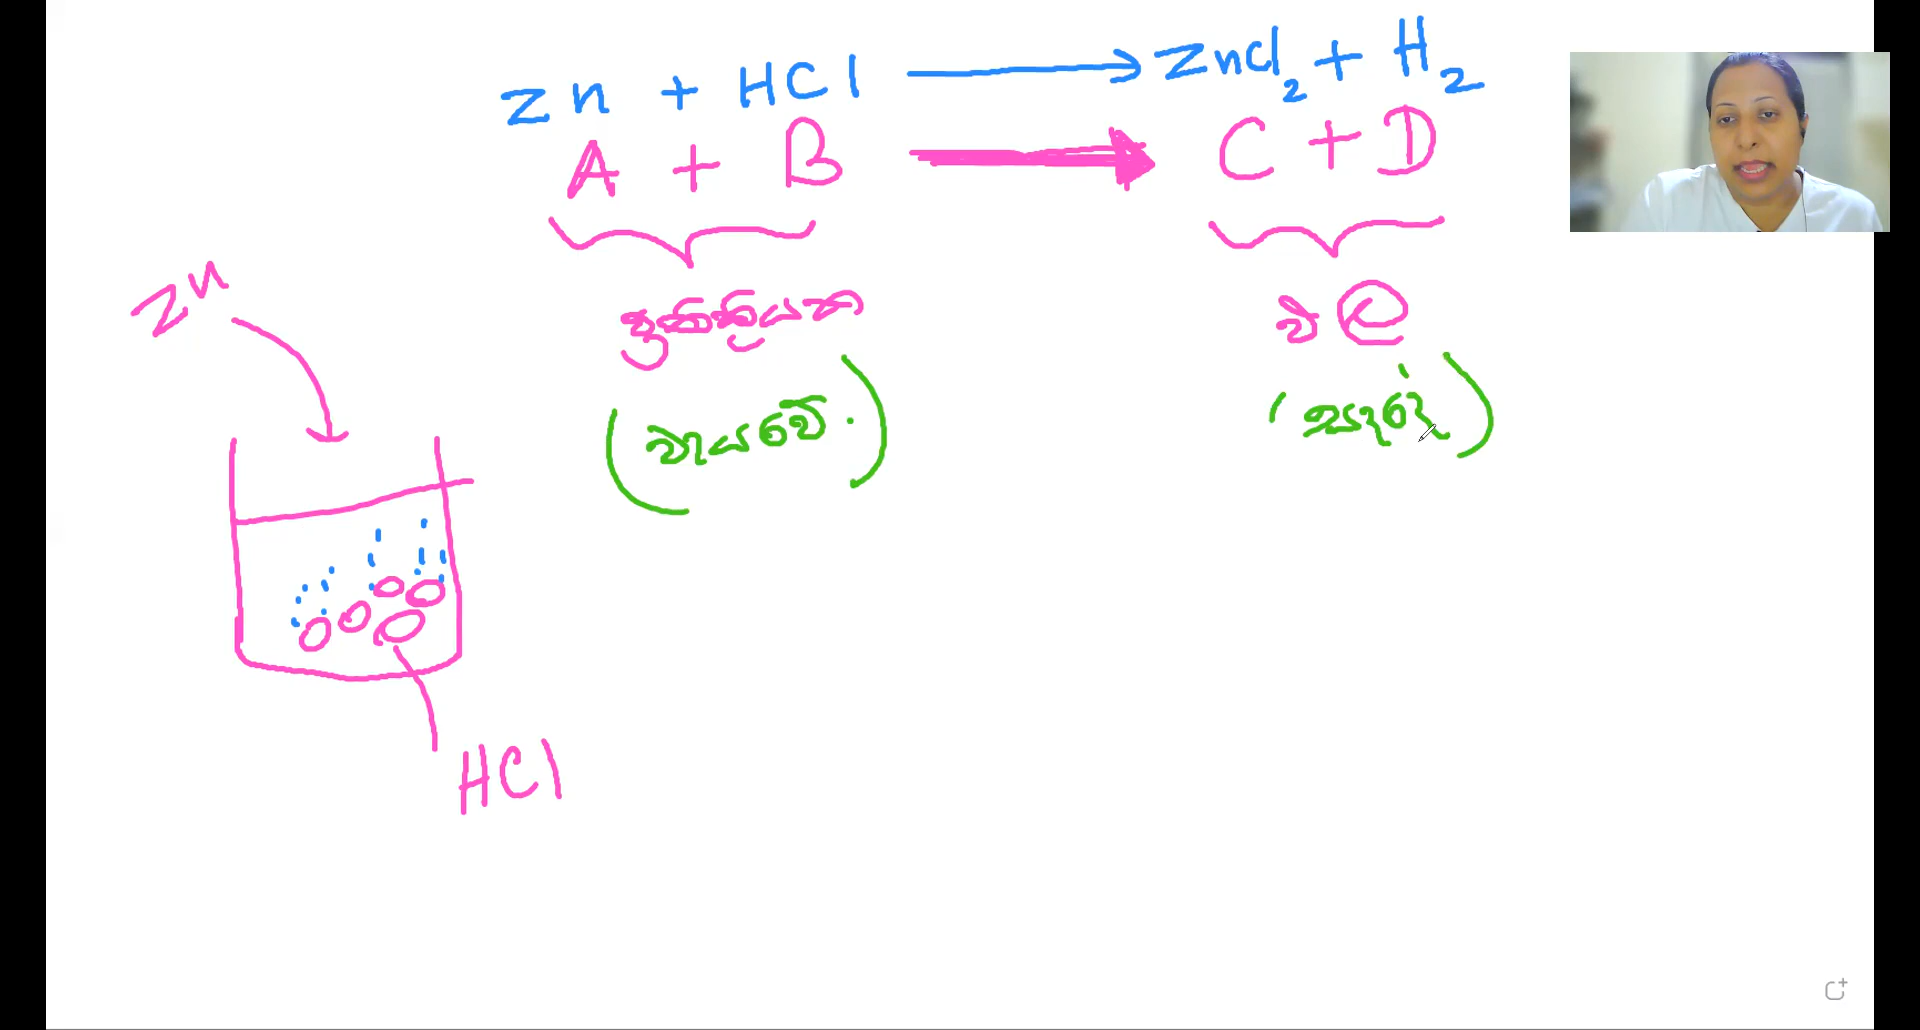 Zn + HCl → ZnCl₂ + H₂
A + B → C + D
Zn
ප්‍රතික්‍රියක
ඵල
(වැයවේ.)
(සෑදේ)
HCl